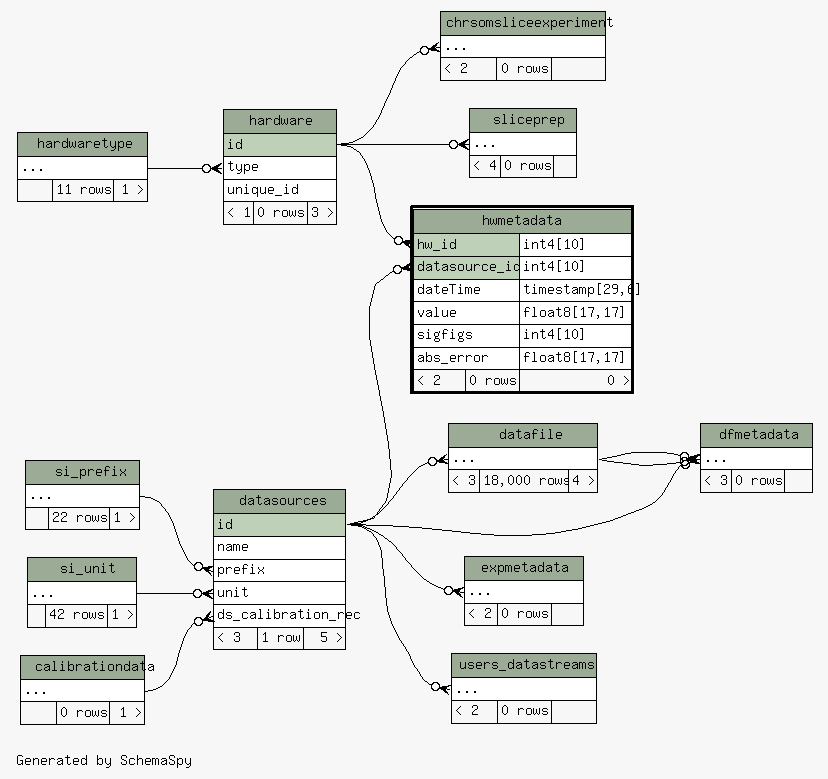 chrsomsliceexperiment
...
< 2 0 rows
hardware
id
type
unique_id
< 1 0 rows 3 >
sliceprep
...
< 4 0 rows
hardwaretype
...
11 rows 1 >
hwmetadata
hw_id int4[10]
datasource_id int4[10]
dateTime timestamp[29,6]
value float8[17,17]
sigfigs int4[10]
abs_error float8[17,17]
< 2 0 rows 0 >
datafile
...
< 3 18,000 rows 4 >
dfmetadata
...
< 3 0 rows
si_prefix
...
22 rows 1 >
datasources
id
name
prefix
unit
ds_calibration_rec
< 3 1 row 5 >
si_unit
...
42 rows 1 >
expmetadata
...
< 2 0 rows
calibrationdata
...
0 rows 1 >
users_datastreams
...
< 2 0 rows
Generated by SchemaSpy